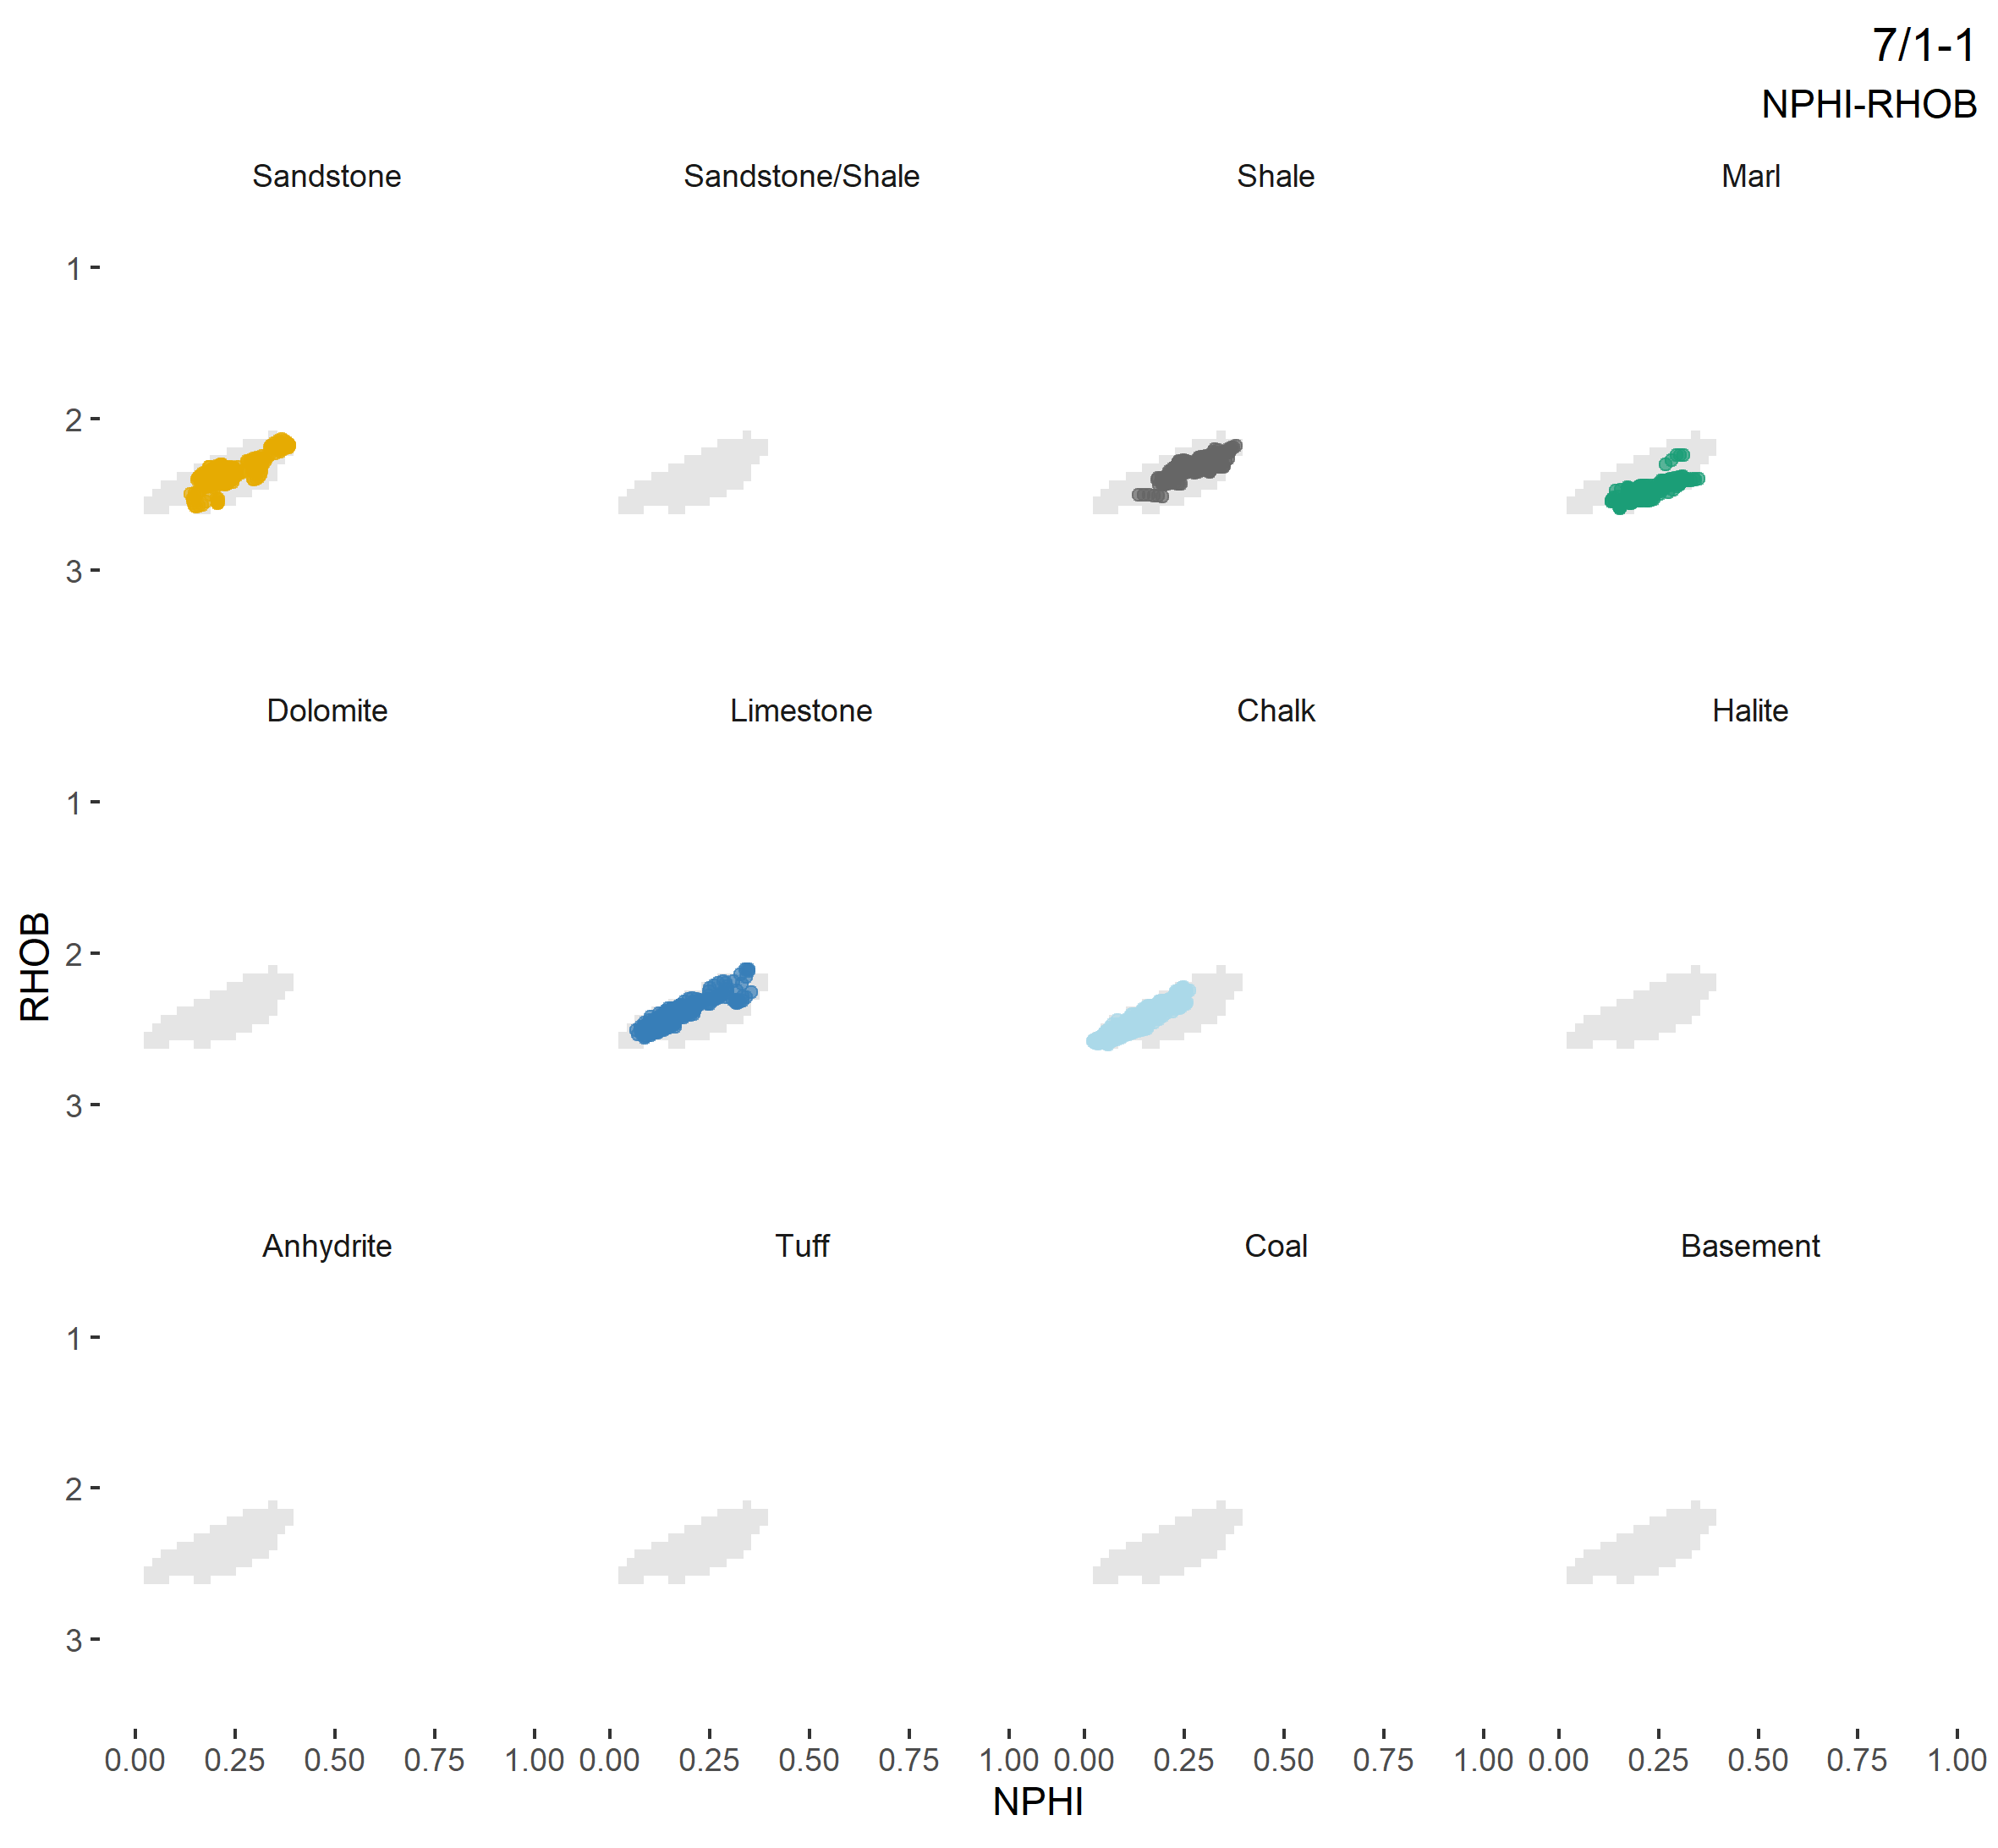 7/1-1
NPHI-RHOB
Sandstone Sandstone/Shale Shale Marl
1
2
3
Dolomite Limestone Chalk Halite
1
2
3
RHOB
Anhydrite Tuff Coal Basement
1
2
3
0.00 0.25 0.50 0.75 1.00 0.00 0.25 0.50 0.75 1.00 0.00 0.25 0.50 0.75 1.00 0.00 0.25 0.50 0.75 1.00
NPHI